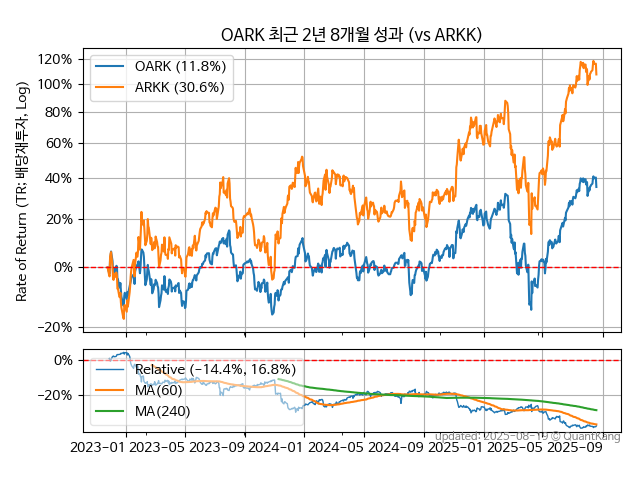 OARK 최근 2년 8개월 성과 (vs ARKK)
Rate of Return (TR: 배당재투자, Log)
120%
100%
80%
60%
40%
20%
0%
−20%
OARK (11.8%)
ARKK (30.6%)
0%
−20%
Relative (−14.4%, 16.8%)
MA(60)
MA(240)
2023−01 2023−05 2023−09 2024−01 2024−05 2024−09 2025−01 2025−05 2025−09
updated: 2025−08−19 © QuantKang